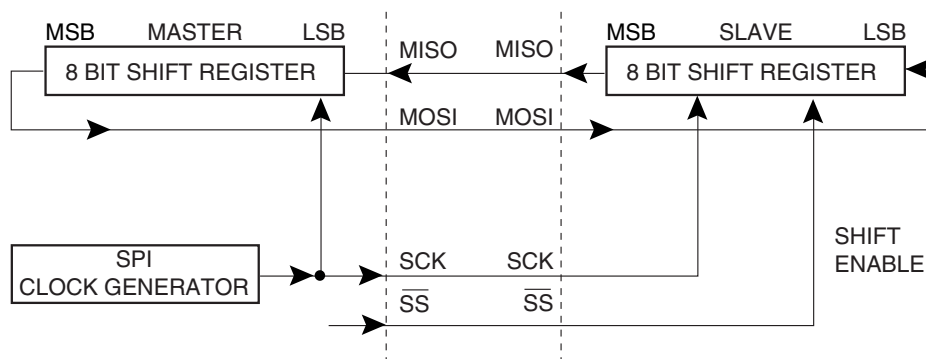 MSB MASTER LSB
8 BIT SHIFT REGISTER
MISO MISO
MSB SLAVE LSB
8 BIT SHIFT REGISTER
MOSI MOSI
SPI
CLOCK GENERATOR
SCK SCK
SS SS
SHIFT
ENABLE